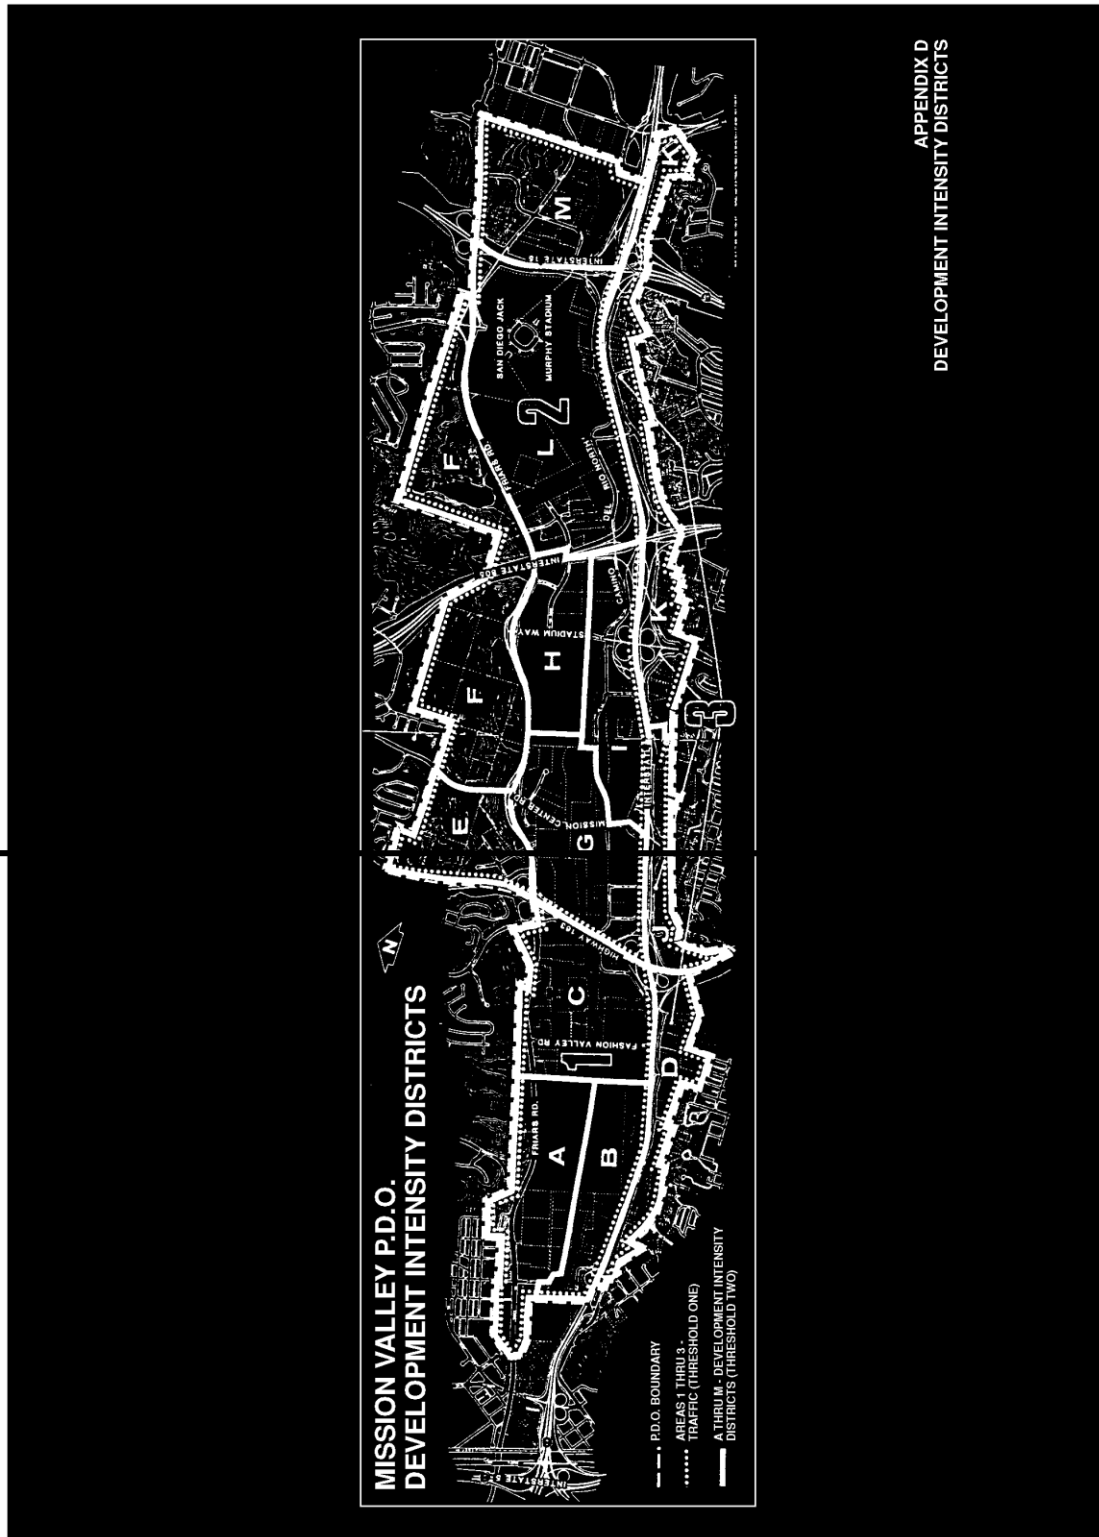 APPENDIX D
DEVELOPMENT INTENSITY DISTRICTS
MISSION VALLEY P.D.O.
DEVELOPMENT INTENSITY DISTRICTS
N
INTERSTATE 5
FRIARS RD.
A
B
1
C
FASHION VALLEY RD
D
HIGHWAY 163
J
E
G
MISSION CENTER RD
F
H
I
STADIUM WAY
INTERSTATE
3
K
INTERSTATE 805
CAMINO
DEL RIO NORTH
F
FRIARS RD
L
2
SAN DIEGO JACK
MURPHY STADIUM
INTERSTATE 15
M
K
P.D.O. BOUNDARY
AREAS 1 THRU 3 -
TRAFFIC (THRESHOLD ONE)
A THRU M - DEVELOPMENT INTENSITY
DISTRICTS (THRESHOLD TWO)